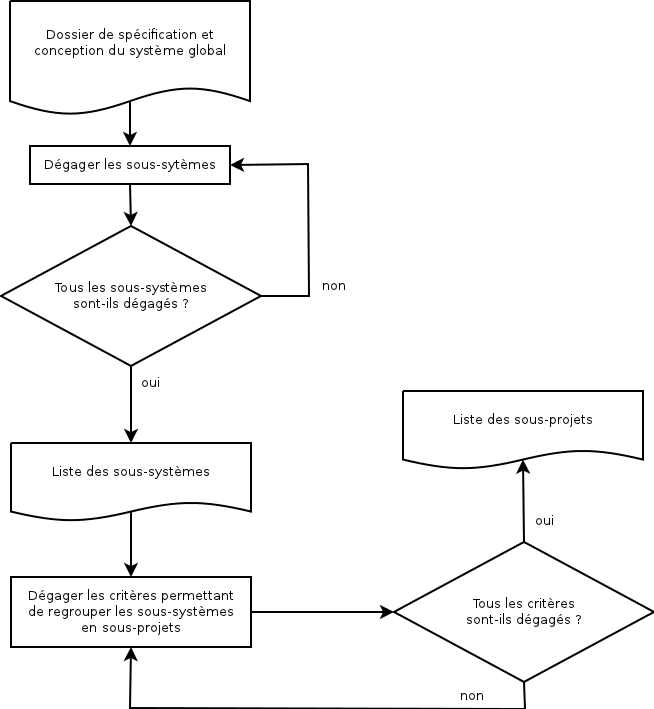 Dossier de spécification et
conception du système global
Dégager les sous-sytèmes
Tous les sous-systèmes
sont-ils dégagés ?
non
oui
Liste des sous-systèmes
Dégager les critères permettant
de regrouper les sous-systèmes
en sous-projets
Tous les critères
sont-ils dégagés ?
non
oui
Liste des sous-projets